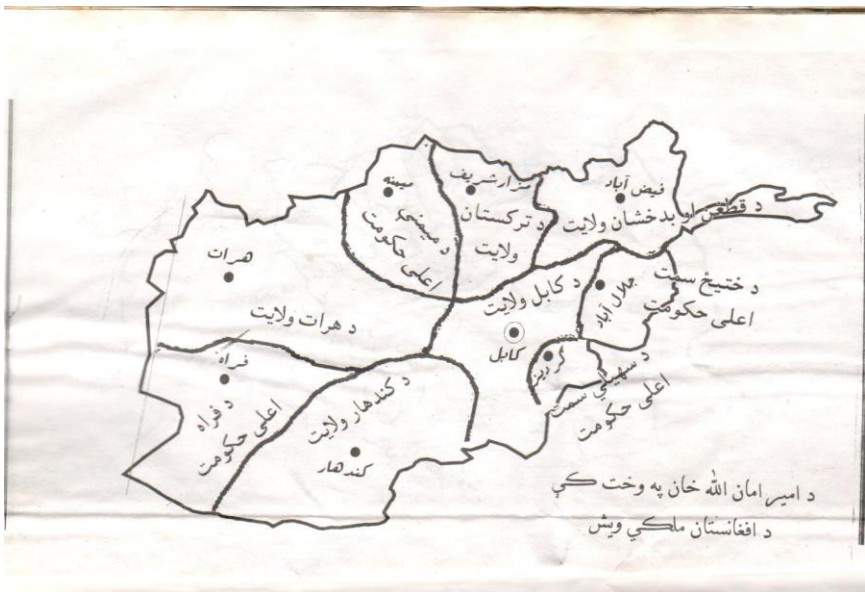 مزارشریف
میمنه
فیض آباد
د قطغن او بدخشان ولایت
د ترکستان
ولایت
د میمنې
اعلی حکومت
هرات
د هرات ولایت
د کابل ولایت
کابل
جلال آباد
د ختیځ سمت
اعلی حکومت
ګردیز
د سهیلي سمت
اعلی حکومت
فراه
د فراه
اعلی حکومت
د کندهار ولایت
کندهار
د امیر امان الله خان په وخت کې
د افغانستان ملکي ویش